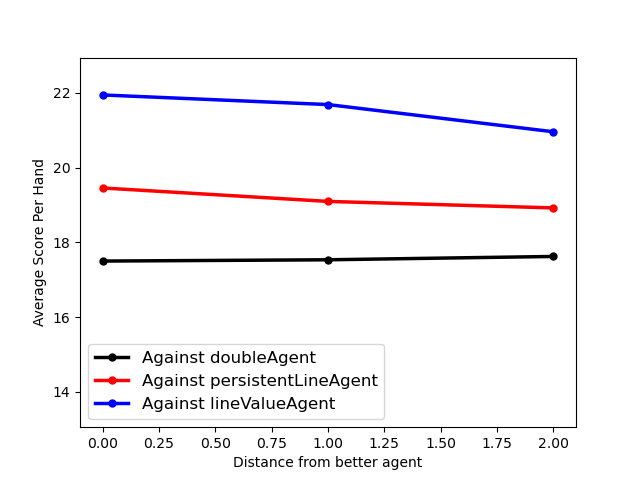 22
20
18
16
14
Average Score Per Hand
Against doubleAgent
Against persistentLineAgent
Against lineValueAgent
0.00 0.25 0.50 0.75 1.00 1.25 1.50 1.75 2.00
Distance from better agent